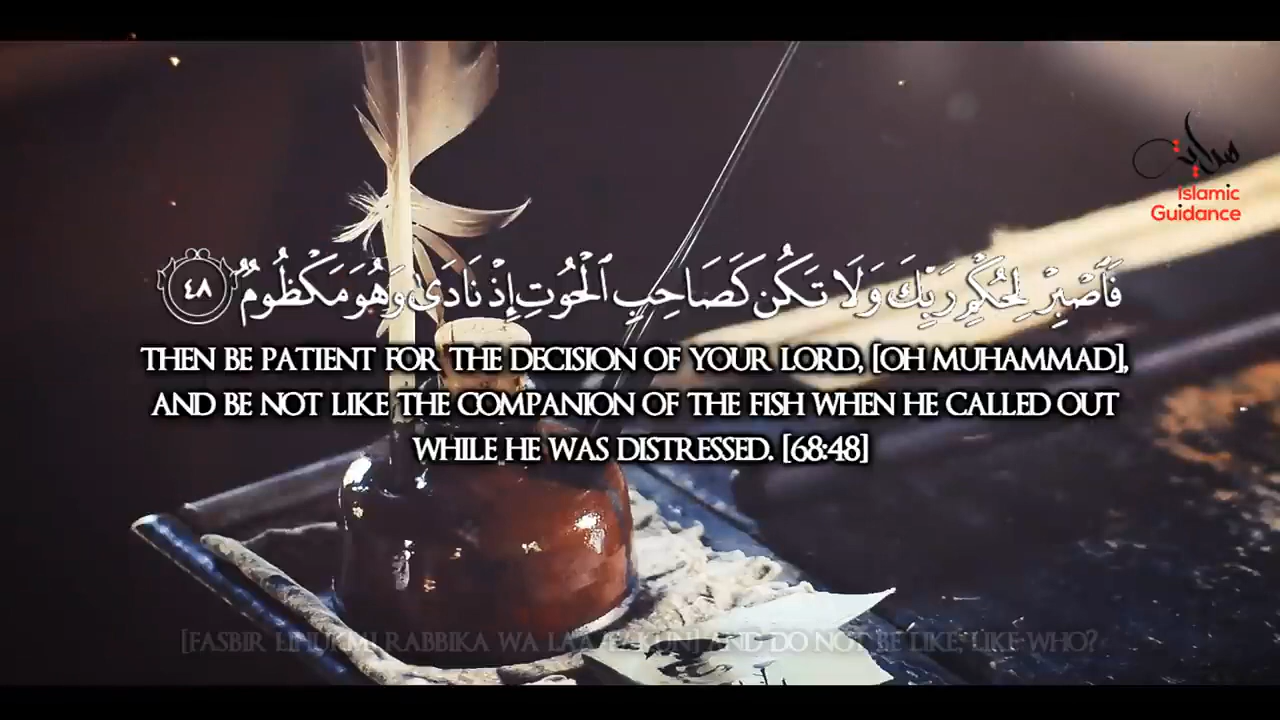 هداية
Islamic
Guidance
فَٱصْبِرْ لِحُكْمِ رَبِّكَ وَلَا تَكُن كَصَاحِبِ ٱلْحُوتِ إِذْ نَادَىٰ وَهُوَ مَكْظُومٌ ٤٨
THEN BE PATIENT FOR THE DECISION OF YOUR LORD, [OH MUHAMMAD],
AND BE NOT LIKE THE COMPANION OF THE FISH WHEN HE CALLED OUT
WHILE HE WAS DISTRESSED. [68:48]
[FASBIR LIHUKMI RABBIKA WA LAA TAKUN] AND DO NOT BE LIKE, LIKE WHO?